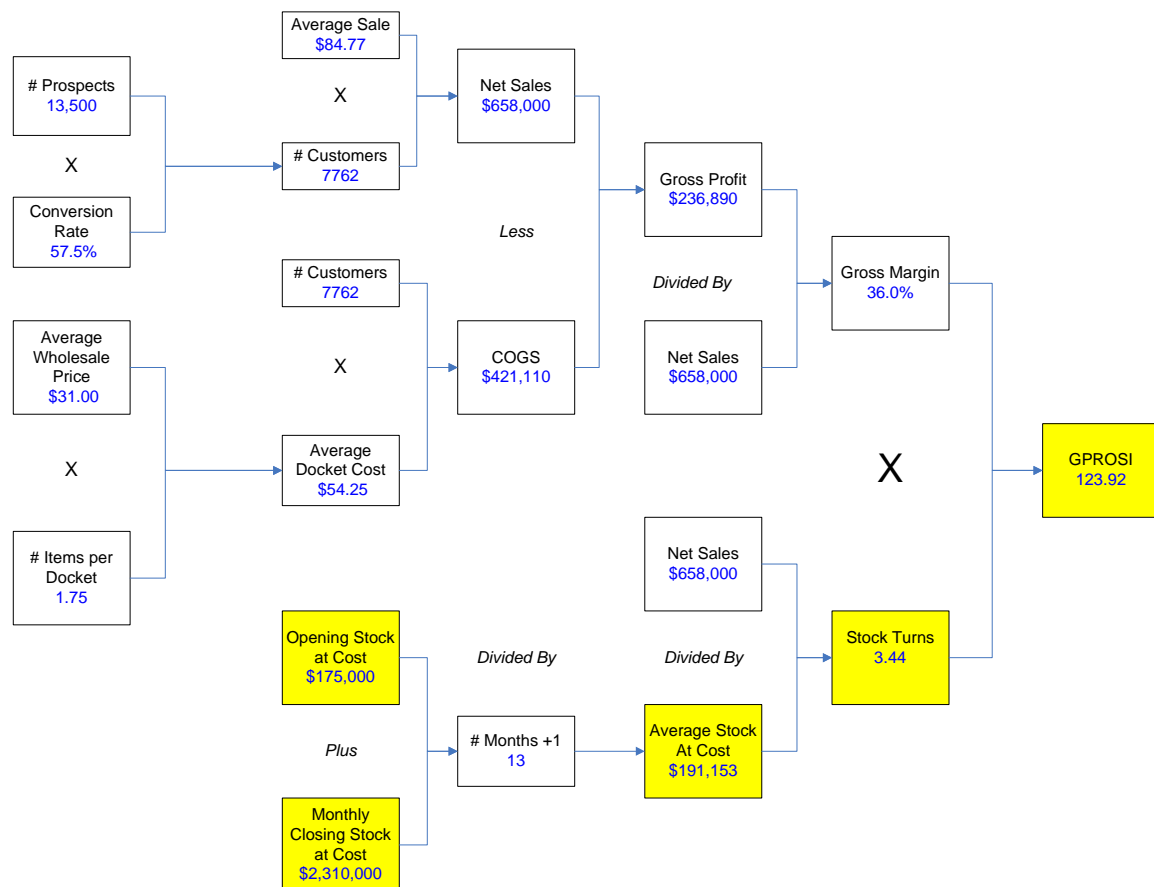 Average Sale
$84.77
# Prospects
13,500
X
Net Sales
$658,000
X
# Customers
7762
Conversion
Rate
57.5%
Gross Profit
$236,890
Less
# Customers
7762
Divided By
Gross Margin
36.0%
Average
Wholesale
Price
$31.00
X
COGS
$421,110
Net Sales
$658,000
X
Average
Docket Cost
$54.25
X
GPROSI
123.92
# Items per
Docket
1.75
Net Sales
$658,000
Opening Stock
at Cost
$175,000
Divided By
Divided By
Stock Turns
3.44
Plus
# Months +1
13
Average Stock
At Cost
$191,153
Monthly
Closing Stock
at Cost
$2,310,000